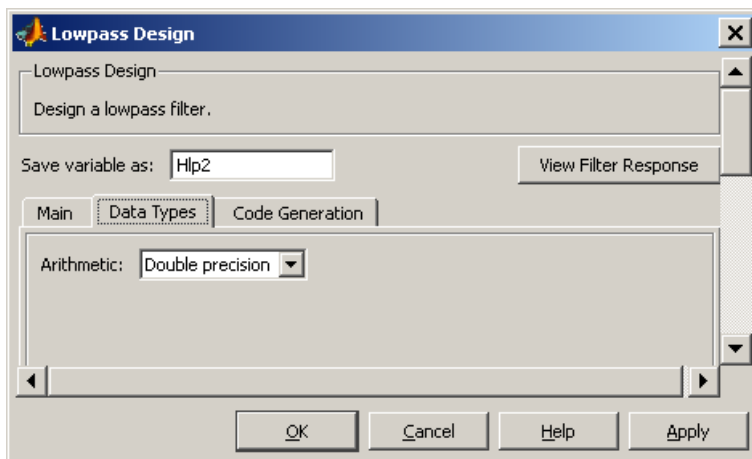 Lowpass Design
Lowpass Design
Design a lowpass filter.
Save variable as: Hlp2 View Filter Response
Main Data Types Code Generation
Arithmetic: Double precision
OK Cancel Help Apply